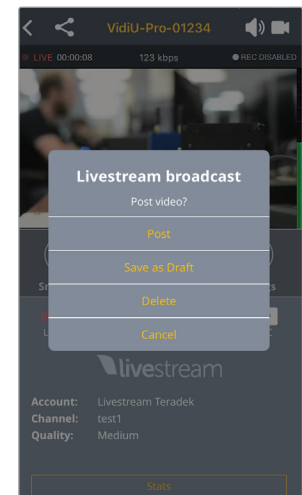 VidiU-Pro-01234
LIVE 00:00:08 123 kbps REC DISABLED
Livestream broadcast
Post video?
Post
Save as Draft
Delete
Cancel
livestream
Account: Livestream Teradek
Channel: test1
Quality: Medium
Stats